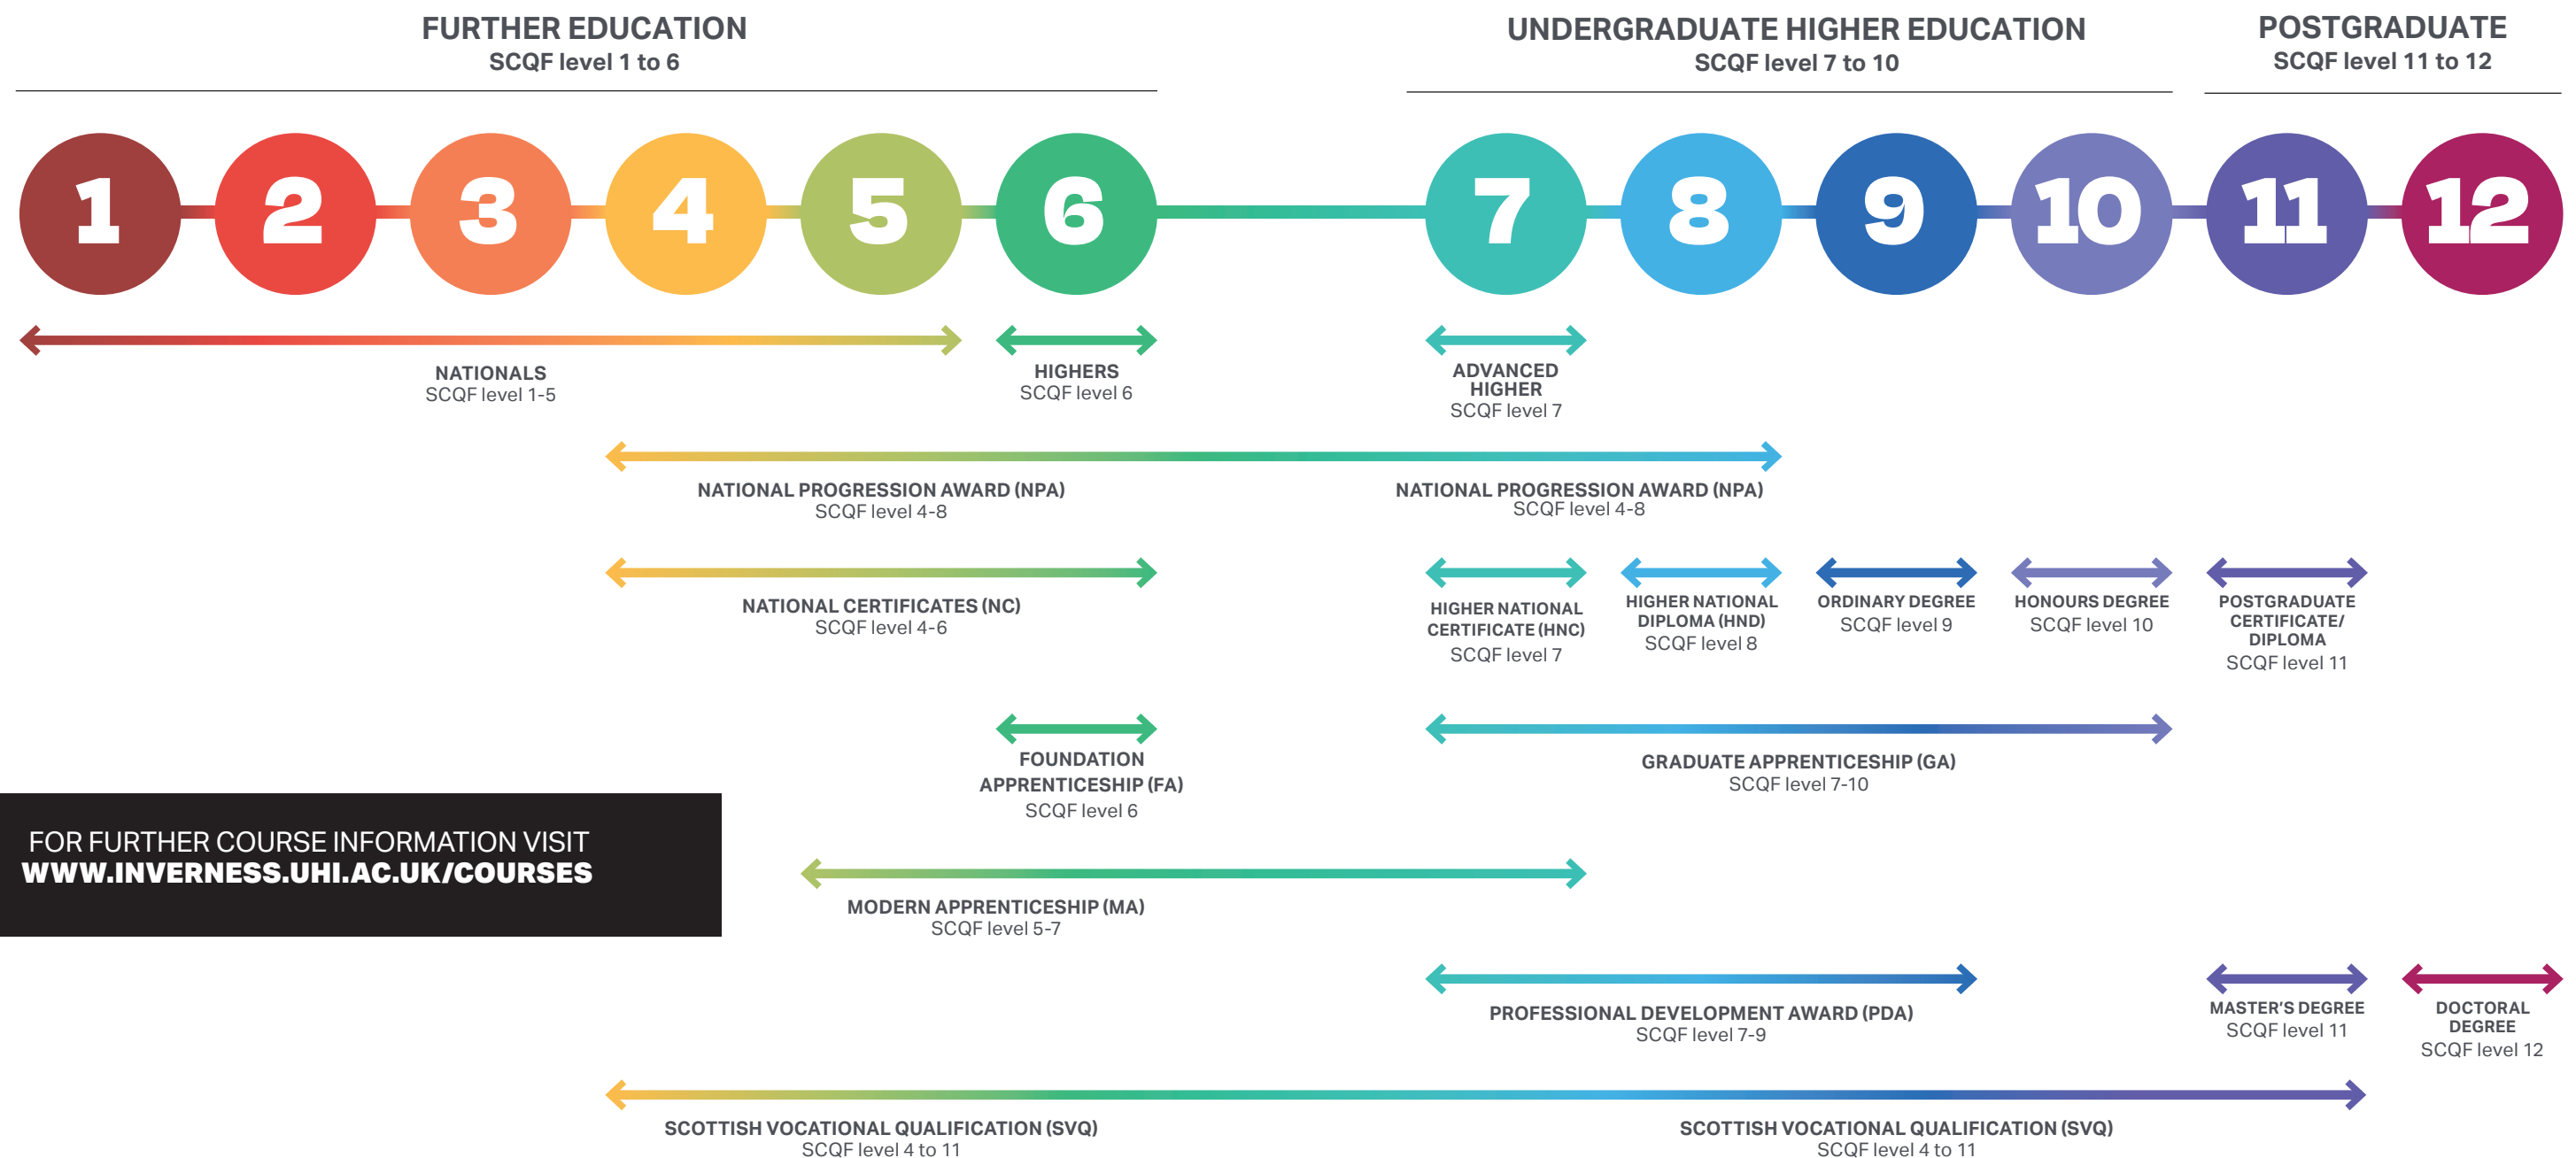 FURTHER EDUCATION
SCQF level 1 to 6
UNDERGRADUATE HIGHER EDUCATION
SCQF level 7 to 10
POSTGRADUATE
SCQF level 11 to 12
1
2
3
4
5
6
7
8
9
10
11
12
NATIONALS
SCQF level 1-5
HIGHERS
SCQF level 6
ADVANCED
HIGHER
SCQF level 7
NATIONAL PROGRESSION AWARD (NPA)
SCQF level 4-8
NATIONAL PROGRESSION AWARD (NPA)
SCQF level 4-8
NATIONAL CERTIFICATES (NC)
SCQF level 4-6
HIGHER NATIONAL
CERTIFICATE (HNC)
SCQF level 7
HIGHER NATIONAL
DIPLOMA (HND)
SCQF level 8
ORDINARY DEGREE
SCQF level 9
HONOURS DEGREE
SCQF level 10
POSTGRADUATE
CERTIFICATE/
DIPLOMA
SCQF level 11
FOUNDATION
APPRENTICESHIP (FA)
SCQF level 6
GRADUATE APPRENTICESHIP (GA)
SCQF level 7-10
FOR FURTHER COURSE INFORMATION VISIT
WWW.INVERNESS.UHI.AC.UK/COURSES
MODERN APPRENTICESHIP (MA)
SCQF level 5-7
PROFESSIONAL DEVELOPMENT AWARD (PDA)
SCQF level 7-9
MASTER'S DEGREE
SCQF level 11
DOCTORAL
DEGREE
SCQF level 12
SCOTTISH VOCATIONAL QUALIFICATION (SVQ)
SCQF level 4 to 11
SCOTTISH VOCATIONAL QUALIFICATION (SVQ)
SCQF level 4 to 11